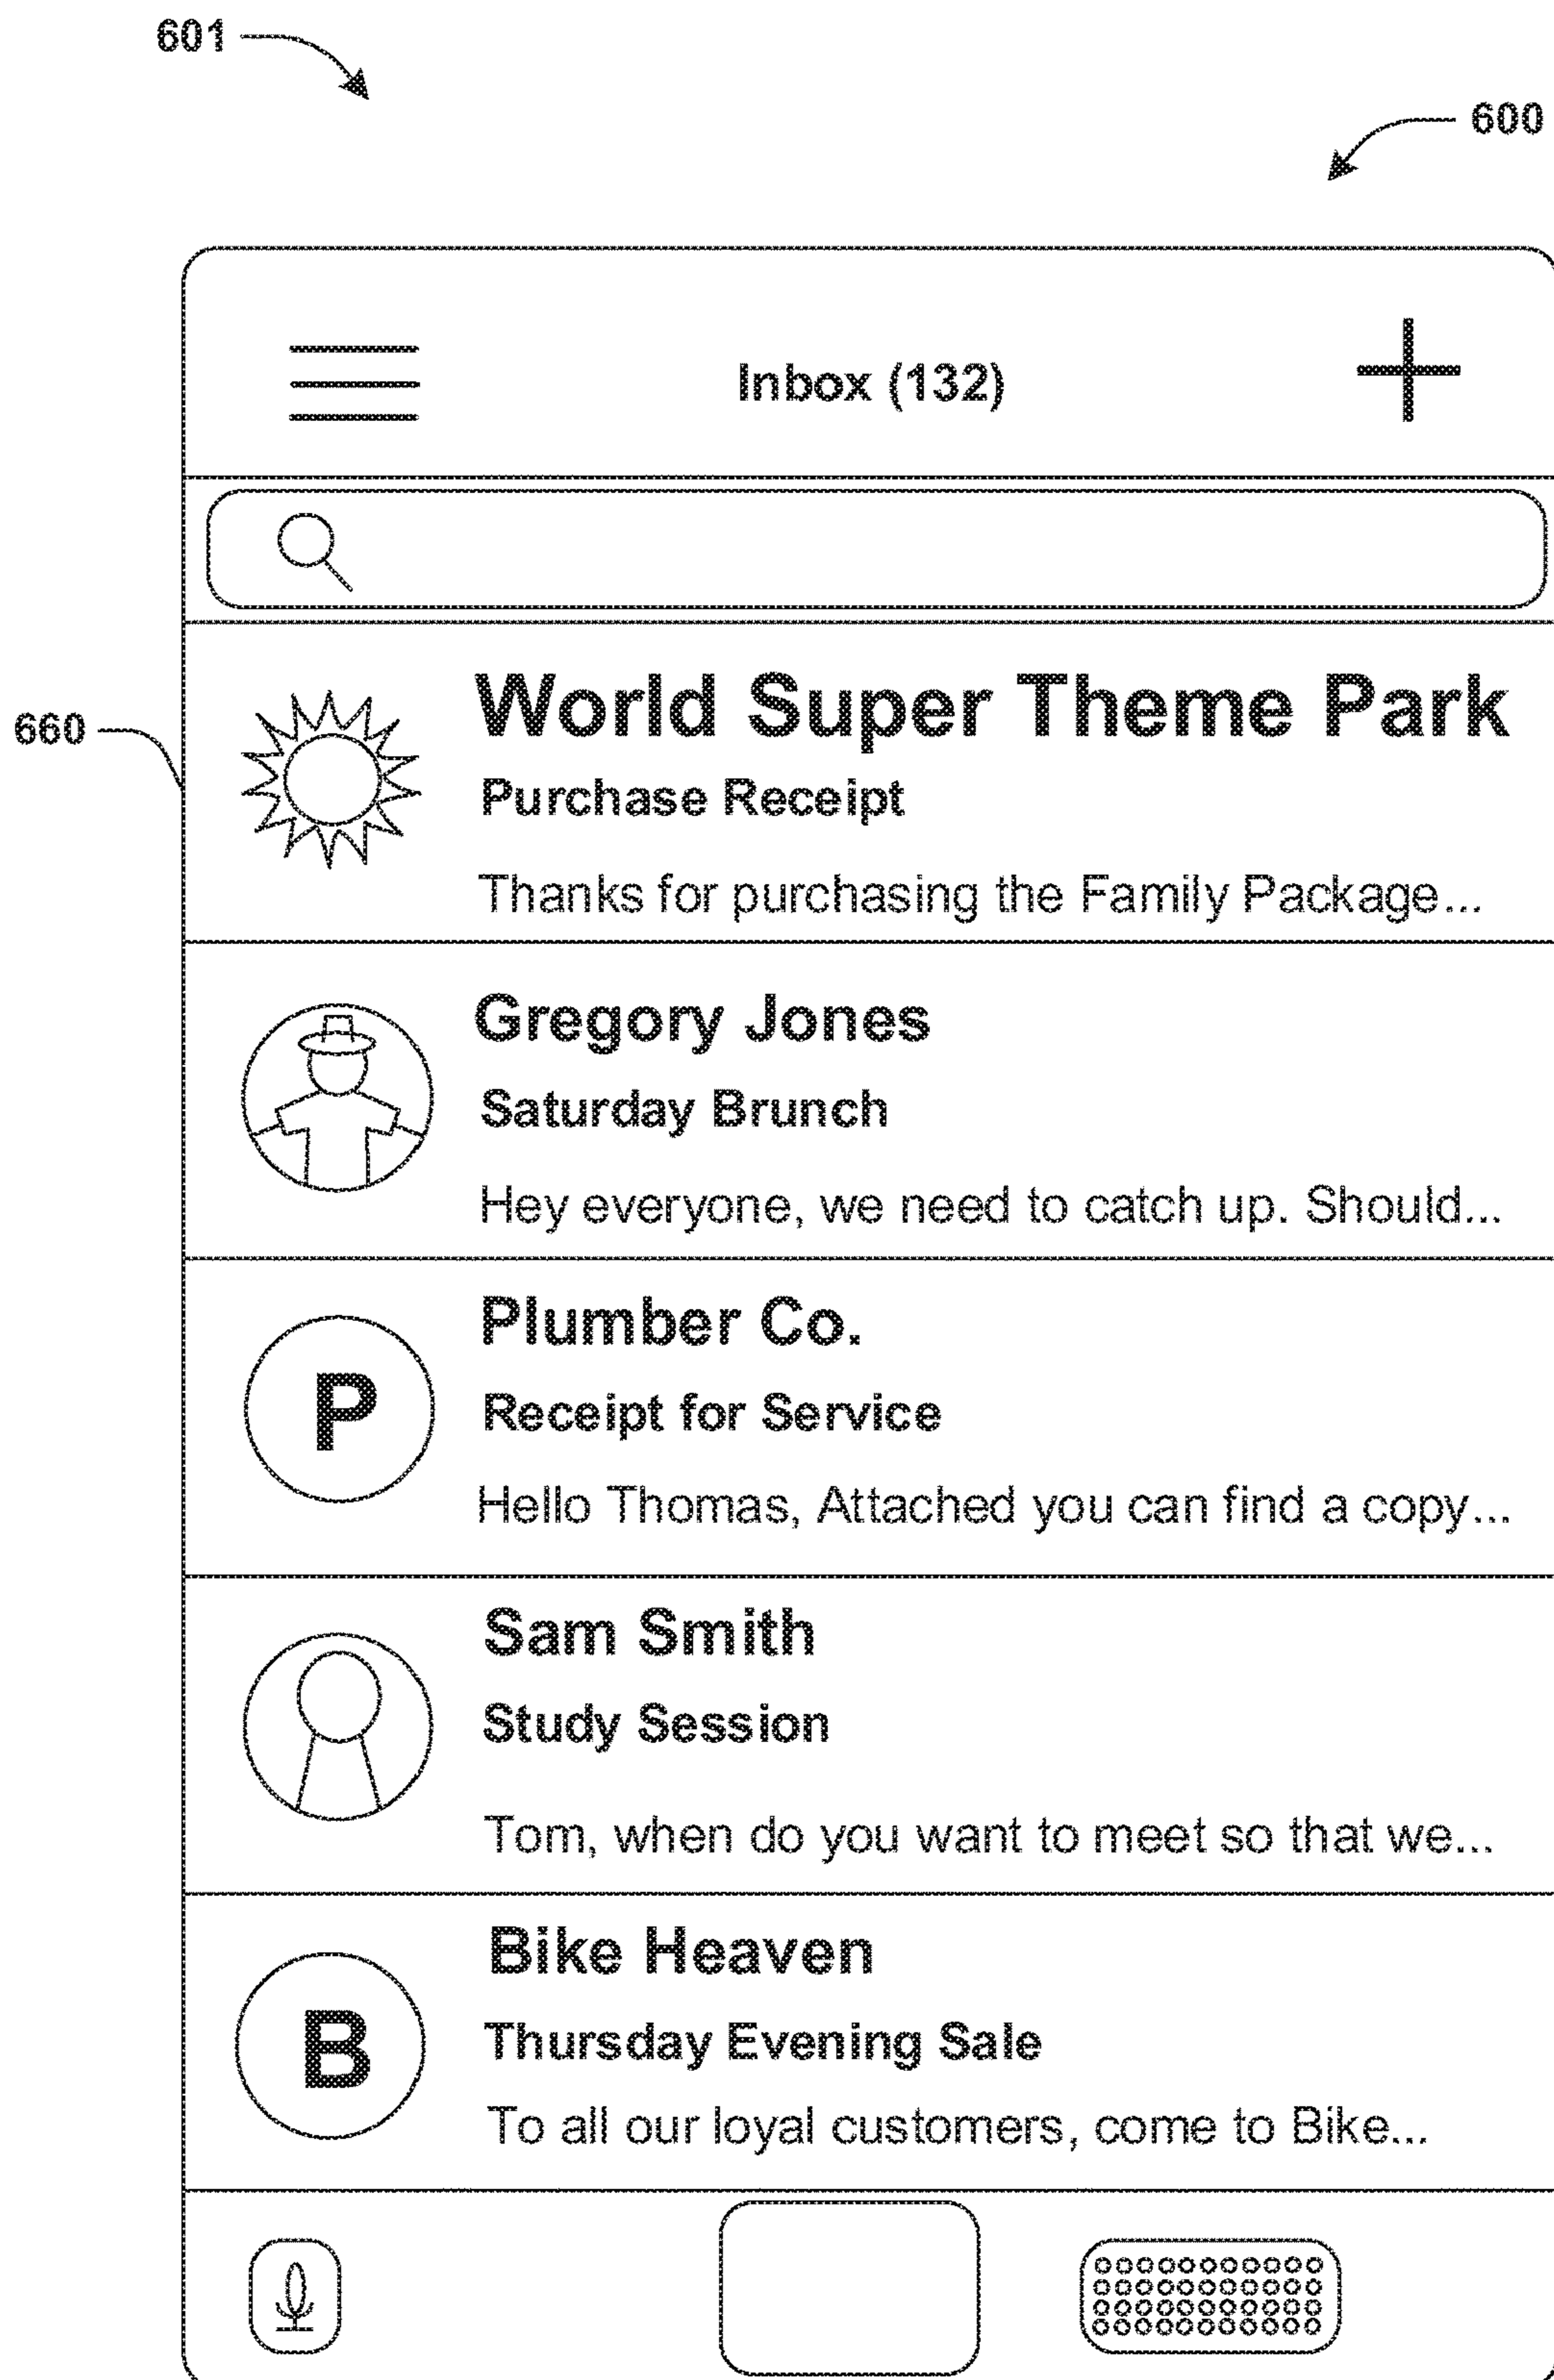 601
600
Inbox (132)
660
World Super Theme Park
Purchase Receipt
Thanks for purchasing the Family Package...
Gregory Jones
Saturday Brunch
Hey everyone, we need to catch up. Should...
P
Plumber Co.
Receipt for Service
Hello Thomas, Attached you can find a copy...
Sam Smith
Study Session
Tom, when do you want to meet so that we...
B
Bike Heaven
Thursday Evening Sale
To all our loyal customers, come to Bike...